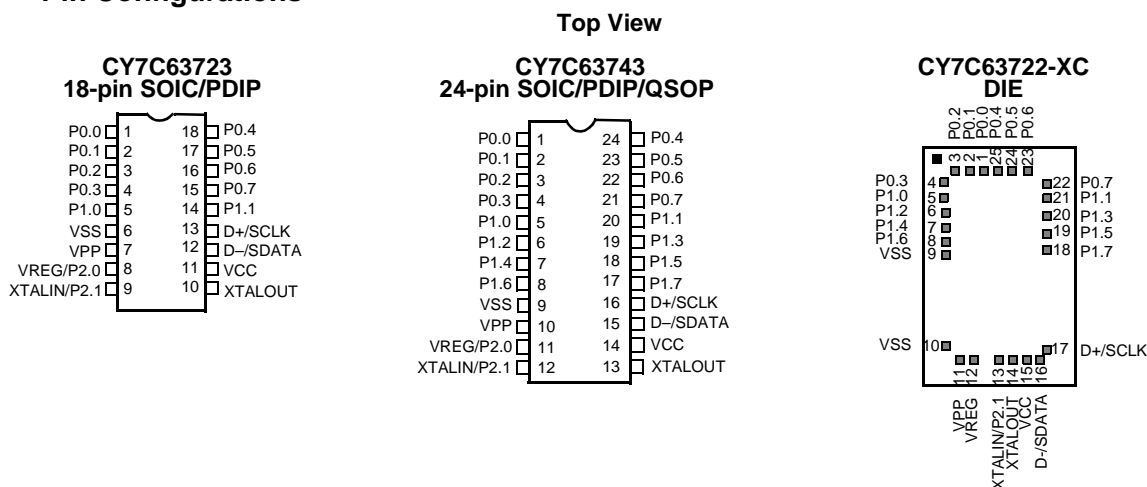 Top View
CY7C63723
18-pin SOIC/PDIP
P0.0 1 18 P0.4
P0.1 2 17 P0.5
P0.2 3 16 P0.6
P0.3 4 15 P0.7
P1.0 5 14 P1.1
VSS 6 13 D+/SCLK
VPP 7 12 D–/SDATA
VREG/P2.0 8 11 VCC
XTALIN/P2.1 9 10 XTALOUT
CY7C63743
24-pin SOIC/PDIP/QSOP
P0.0 1 24 P0.4
P0.1 2 23 P0.5
P0.2 3 22 P0.6
P0.3 4 21 P0.7
P1.0 5 20 P1.1
P1.2 6 19 P1.3
P1.4 7 18 P1.5
P1.6 8 17 P1.7
VSS 9 16 D+/SCLK
VPP 10 15 D–/SDATA
VREG/P2.0 11 14 VCC
XTALIN/P2.1 12 13 XTALOUT
CY7C63722-XC
DIE
P0.2 P0.1 P0.0 P0.4 P0.5 P0.6
3 2 1 25 24 23
P0.3 4 22 P0.7
P1.0 5 21 P1.1
P1.2 6 20 P1.3
P1.4 7 19 P1.5
P1.6 8 18 P1.7
VSS 9
VSS 10 17 D+/SCLK
11 12 13 14 15 16
VPP VREG XTALIN/P2.1 XTALOUT VCC D-/SDATA